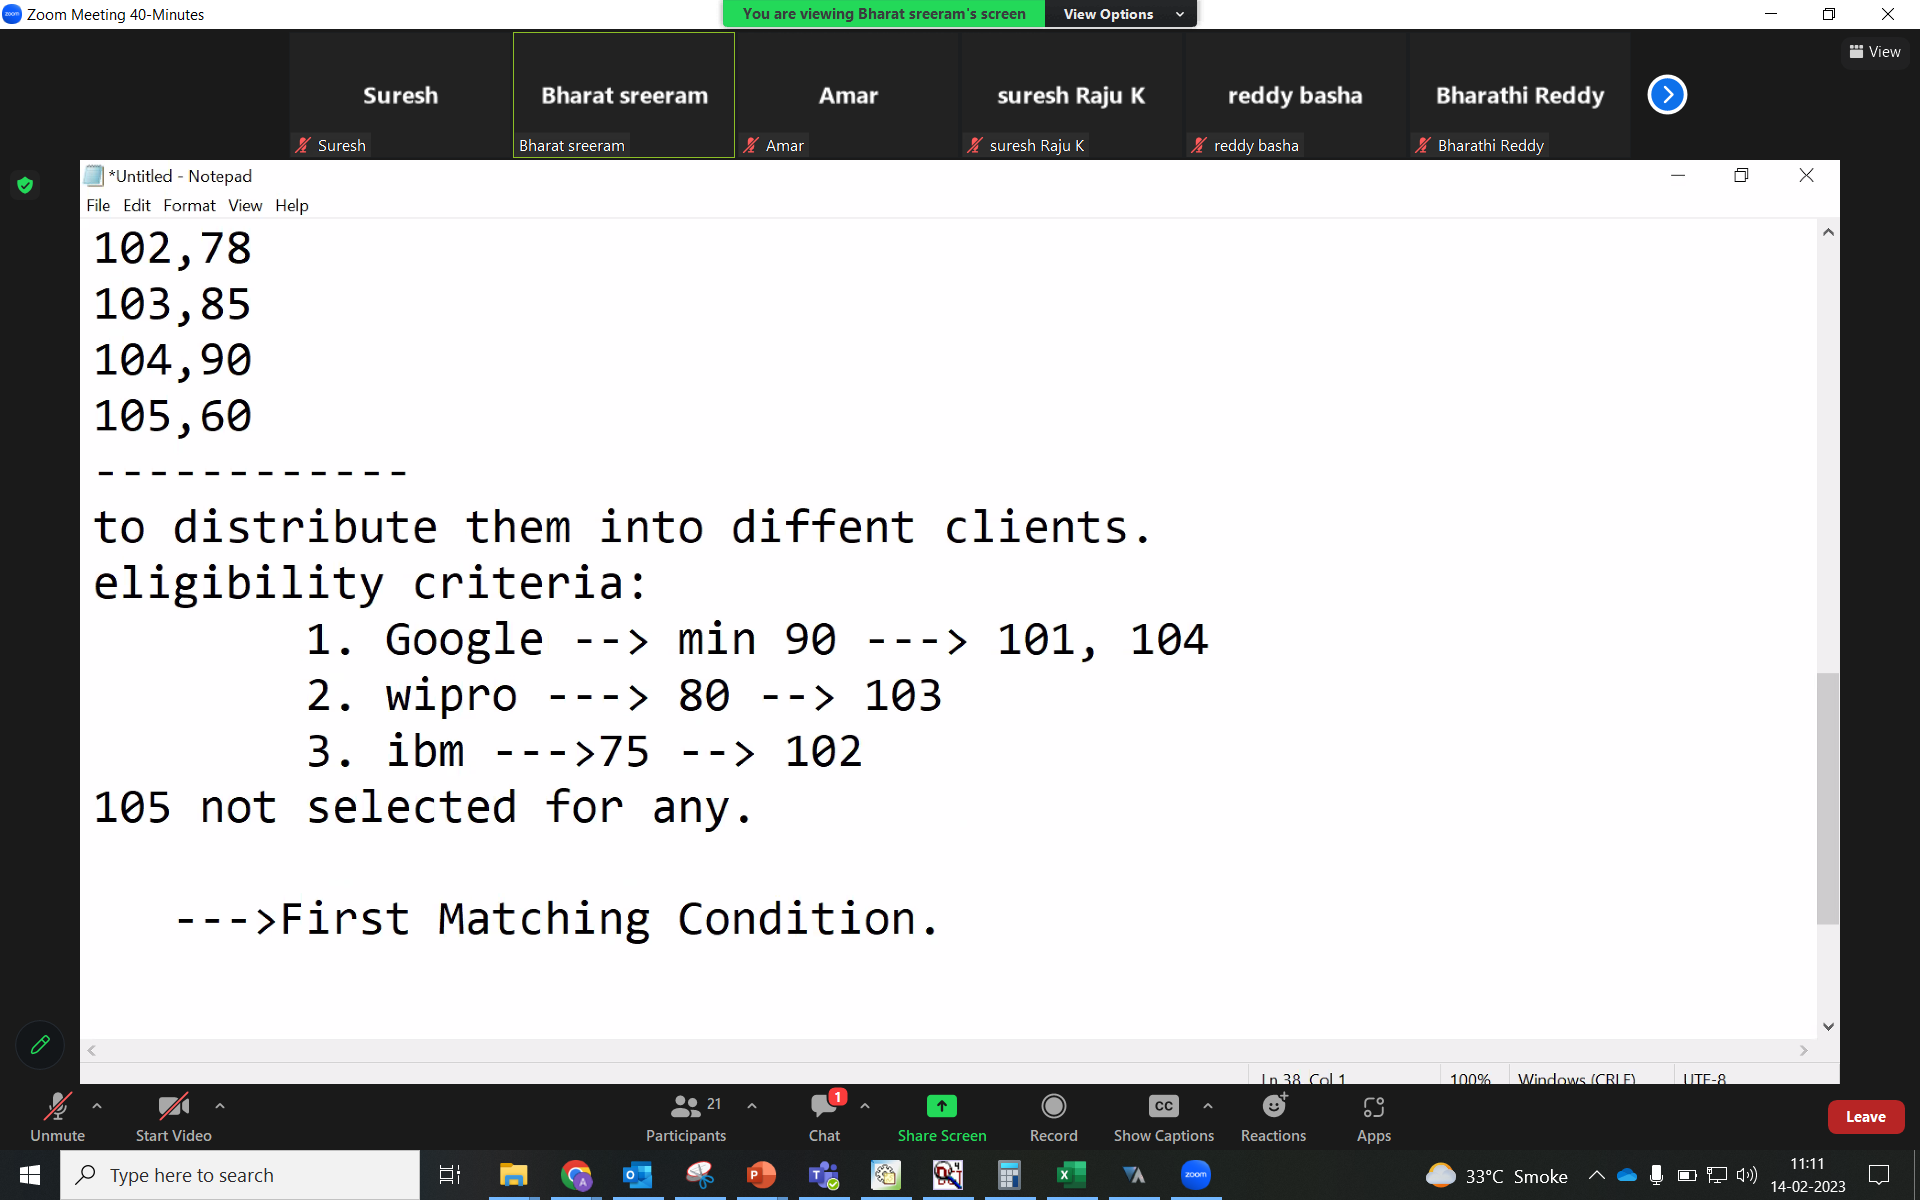 Zoom Meeting 40-Minutes
You are viewing Bharat sreeram's screen
View Options
View
Suresh
Bharat sreeram
Amar
suresh Raju K
reddy basha
Bharathi Reddy
Suresh
Bharat sreeram
Amar
suresh Raju K
reddy basha
Bharathi Reddy
*Untitled - Notepad
File Edit Format View Help
102,78
103,85
104,90
105,60
------------
to distribute them into diffent clients.
eligibility criteria:
1. Google --> min 90 ---> 101, 104
2. wipro ---> 80 --> 103
3. ibm --->75 --> 102
105 not selected for any.
--->First Matching Condition.
Ln 38, Col 1
100%
Windows (CRLF)
UTF-8
Unmute
Start Video
21
Participants
1
Chat
Share Screen
Record
CC
Show Captions
Reactions
Apps
Leave
Type here to search
zoom
33°C Smoke
11:11
14-02-2023